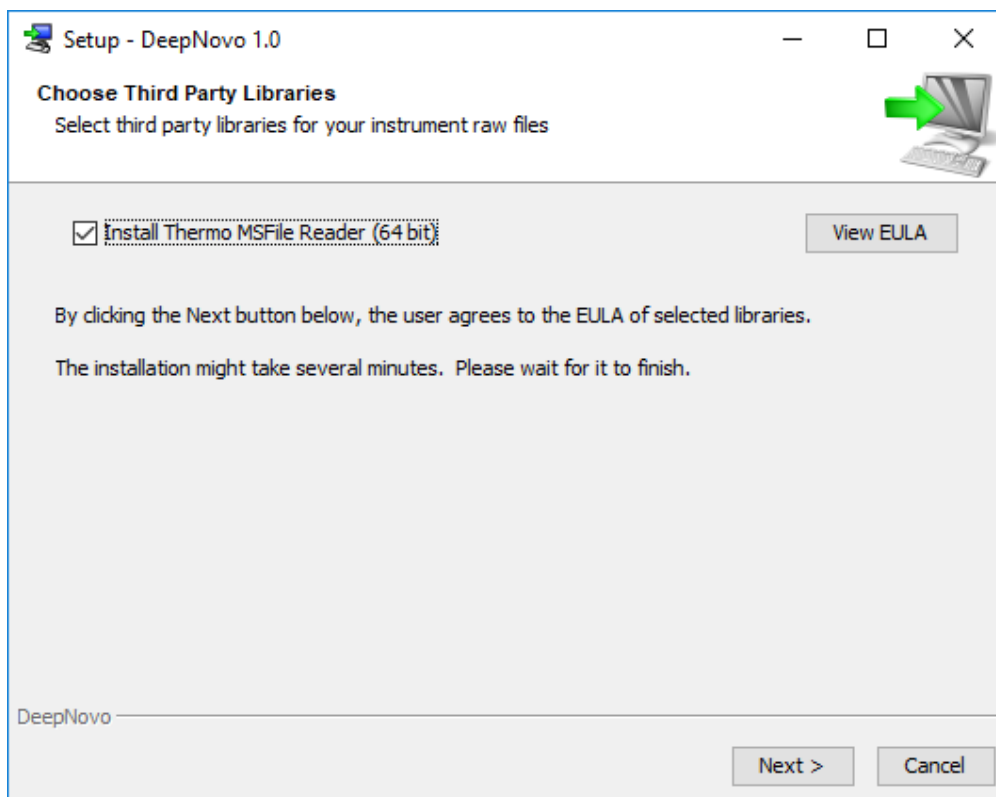 Setup - DeepNovo 1.0
Choose Third Party Libraries
Select third party libraries for your instrument raw files
Install Thermo MSFile Reader (64 bit)
View EULA
By clicking the Next button below, the user agrees to the EULA of selected libraries.
The installation might take several minutes.  Please wait for it to finish.
DeepNovo
Next >
Cancel